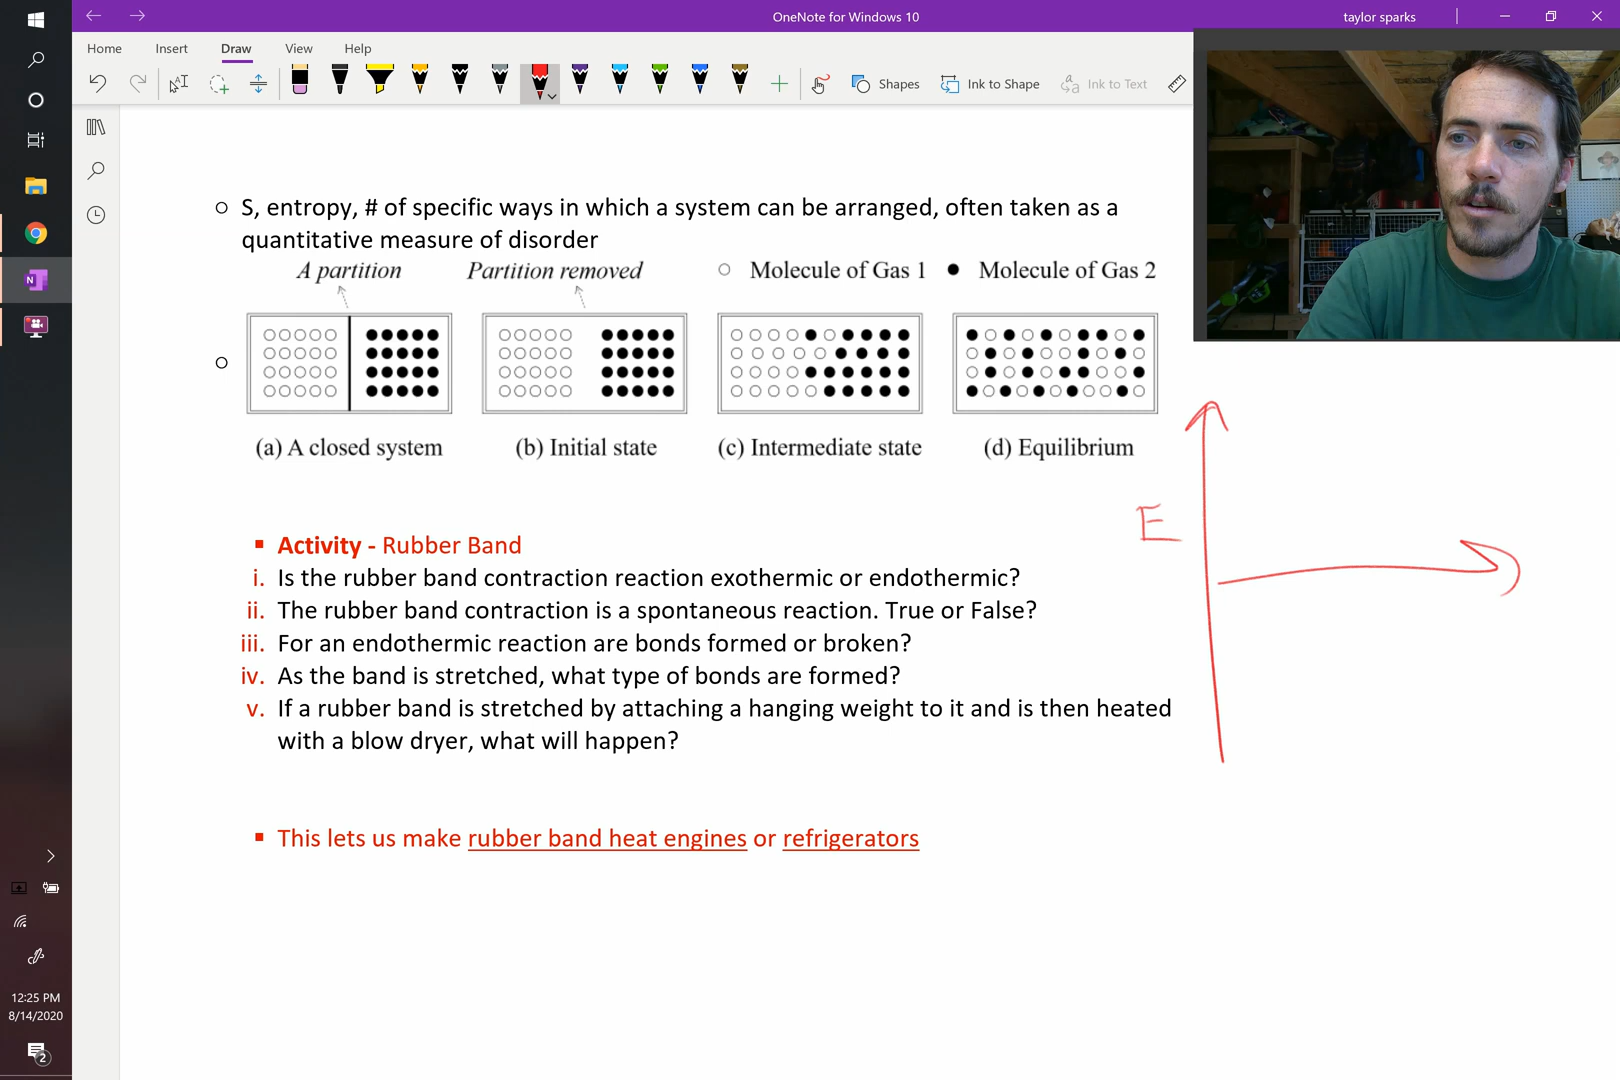 OneNote for Windows 10
taylor sparks
Home Insert Draw View Help
Shapes Ink to Shape Ink to Text
S, entropy, # of specific ways in which a system can be arranged, often taken as a
quantitative measure of disorder
A partition Partition removed Molecule of Gas 1 Molecule of Gas 2
(a) A closed system (b) Initial state (c) Intermediate state (d) Equilibrium
E
Activity - Rubber Band
i. Is the rubber band contraction reaction exothermic or endothermic?
ii. The rubber band contraction is a spontaneous reaction. True or False?
iii. For an endothermic reaction are bonds formed or broken?
iv. As the band is stretched, what type of bonds are formed?
v. If a rubber band is stretched by attaching a hanging weight to it and is then heated
with a blow dryer, what will happen?
This lets us make rubber band heat engines or refrigerators
12:25 PM
8/14/2020
2